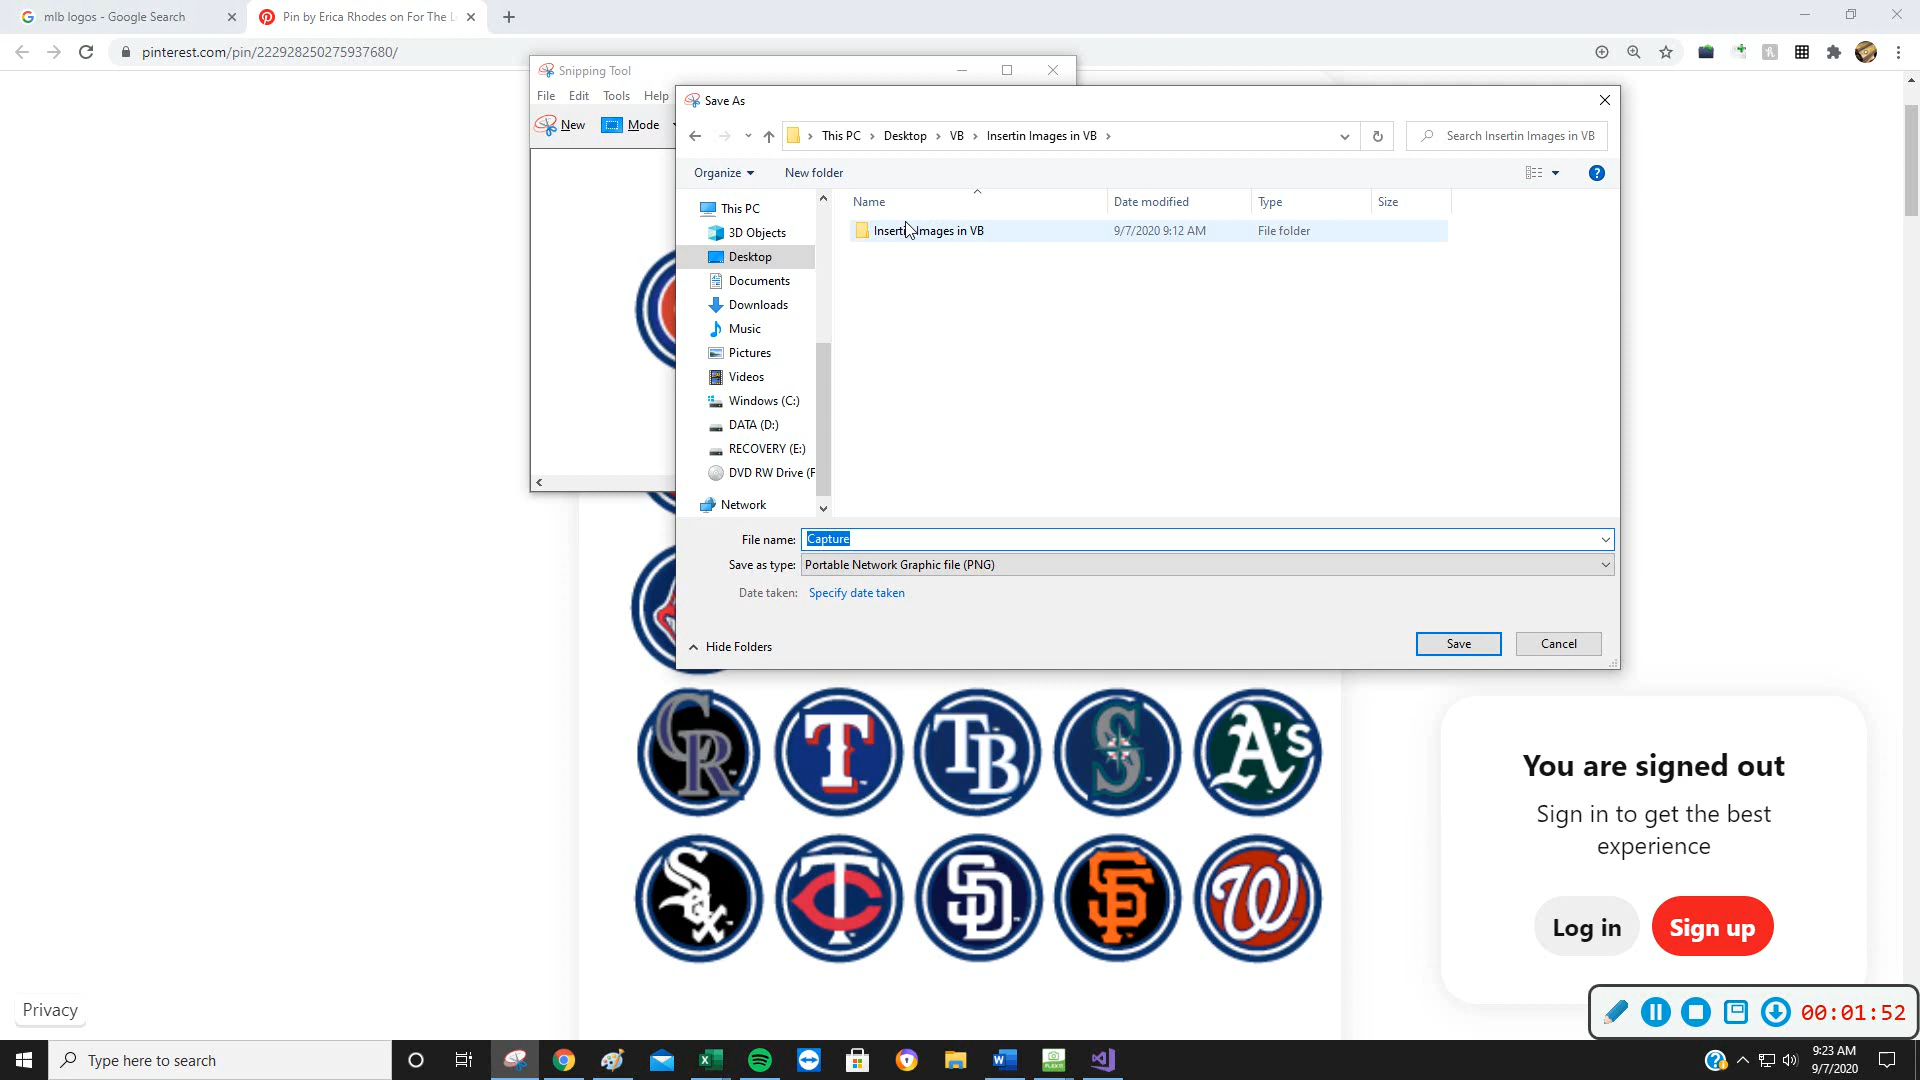 mlb logos - Google Search
Pin by Erica Rhodes on For The L
pinterest.com/pin/222928250275937680/
Snipping Tool
File Edit Tools Help
New Mode
Save As
This PC > Desktop > VB > Insertin Images in VB >
Search Insertin Images in VB
Organize New folder
Name Date modified Type Size
Insertin Images in VB 9/7/2020 9:12 AM File folder
This PC
3D Objects
Desktop
Documents
Downloads
Music
Pictures
Videos
Windows (C:)
DATA (D:)
RECOVERY (E:)
DVD RW Drive (F
Network
File name: Capture
Save as type: Portable Network Graphic file (PNG)
Date taken: Specify date taken
Hide Folders
Save Cancel
CR T TB S A's
Sox TC SD SF W
You are signed out
Sign in to get the best
experience
Log in Sign up
Privacy
00:01:52
Type here to search
9:23 AM
9/7/2020